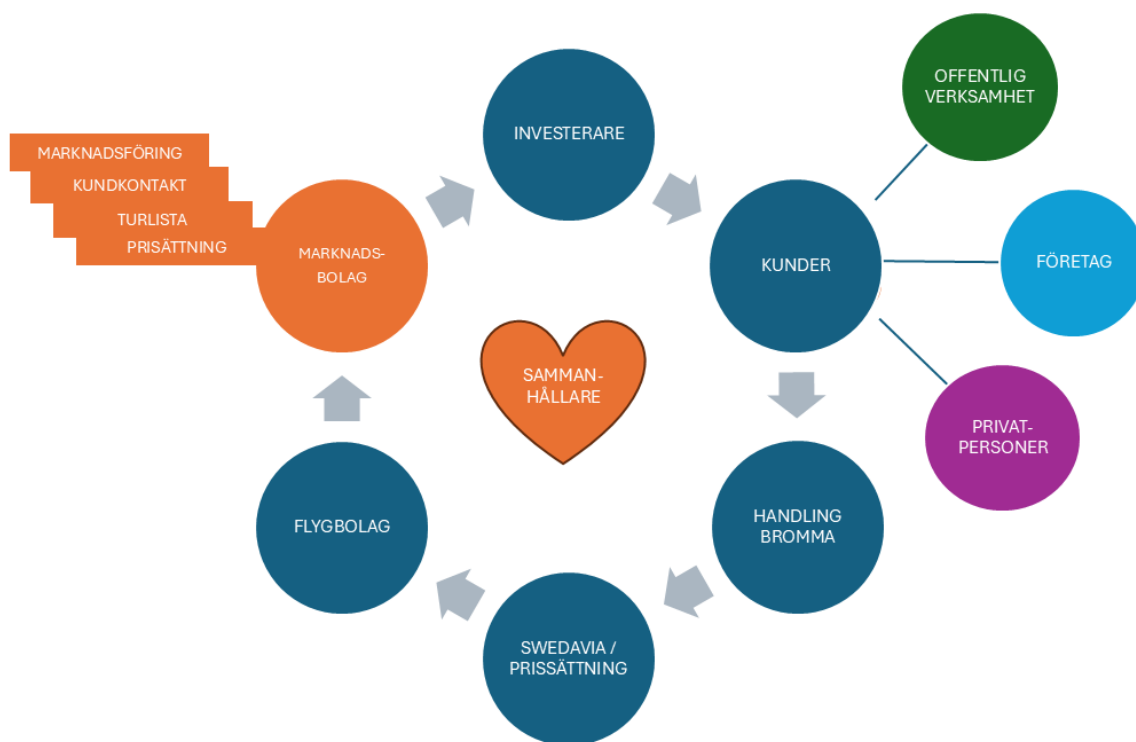 INVESTERARE
OFFENTLIG
VERKSAMHET
MARKNADSFÖRING
KUNDKONTAKT
TURLISTA
PRISÄTTNING
MARKNADS-
BOLAG
KUNDER
FÖRETAG
SAMMAN-
HÅLLARE
PRIVAT-
PERSONER
FLYGBOLAG
HANDLING
BROMMA
SWEDAVIA /
PRISSÄTTNING